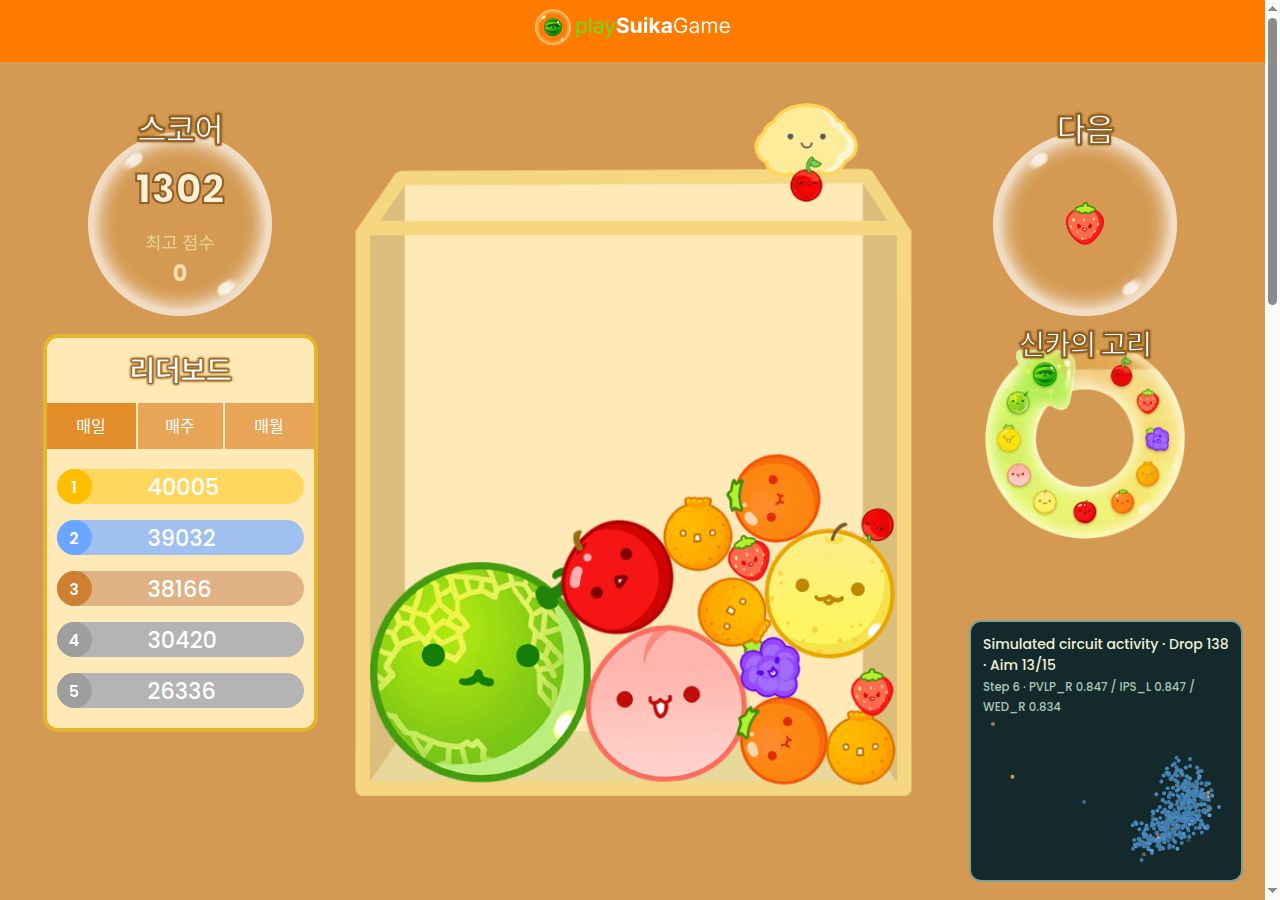 playSuikaGame
스코어
1302
최고 점수
0
다음
신카의 고리
리더보드
매일 매주 매월
1 40005
2 39032
3 38166
4 30420
5 26336
Simulated circuit activity · Drop 138
· Aim 13/15
Step 6 · PVLP_R 0.847 / IPS_L 0.847 /
WED_R 0.834